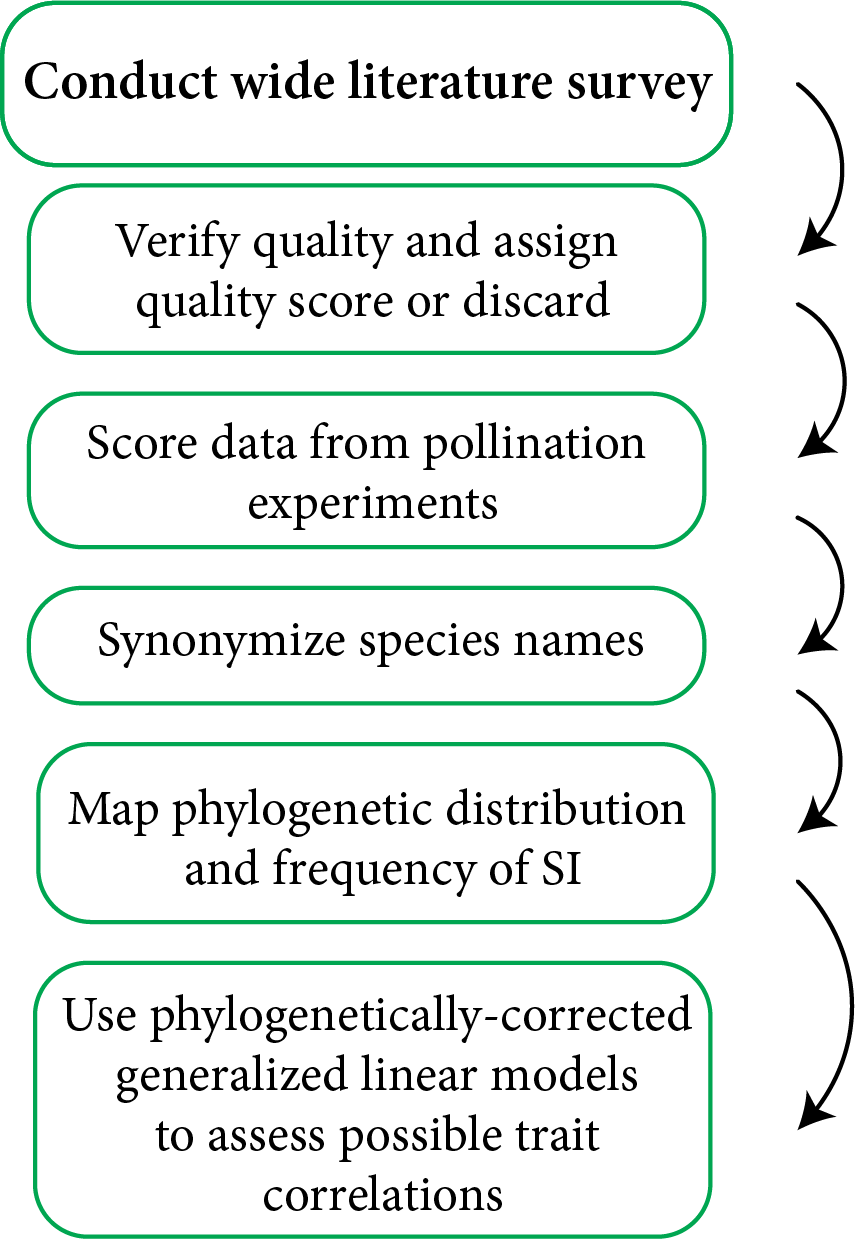 Conduct wide literature survey
Verify quality and assign
quality score or discard
Score data from pollination
experiments
Synonymize species names
Map phylogenetic distribution
and frequency of SI
Use phylogenetically-corrected
generalized linear models
to assess possible trait
correlations